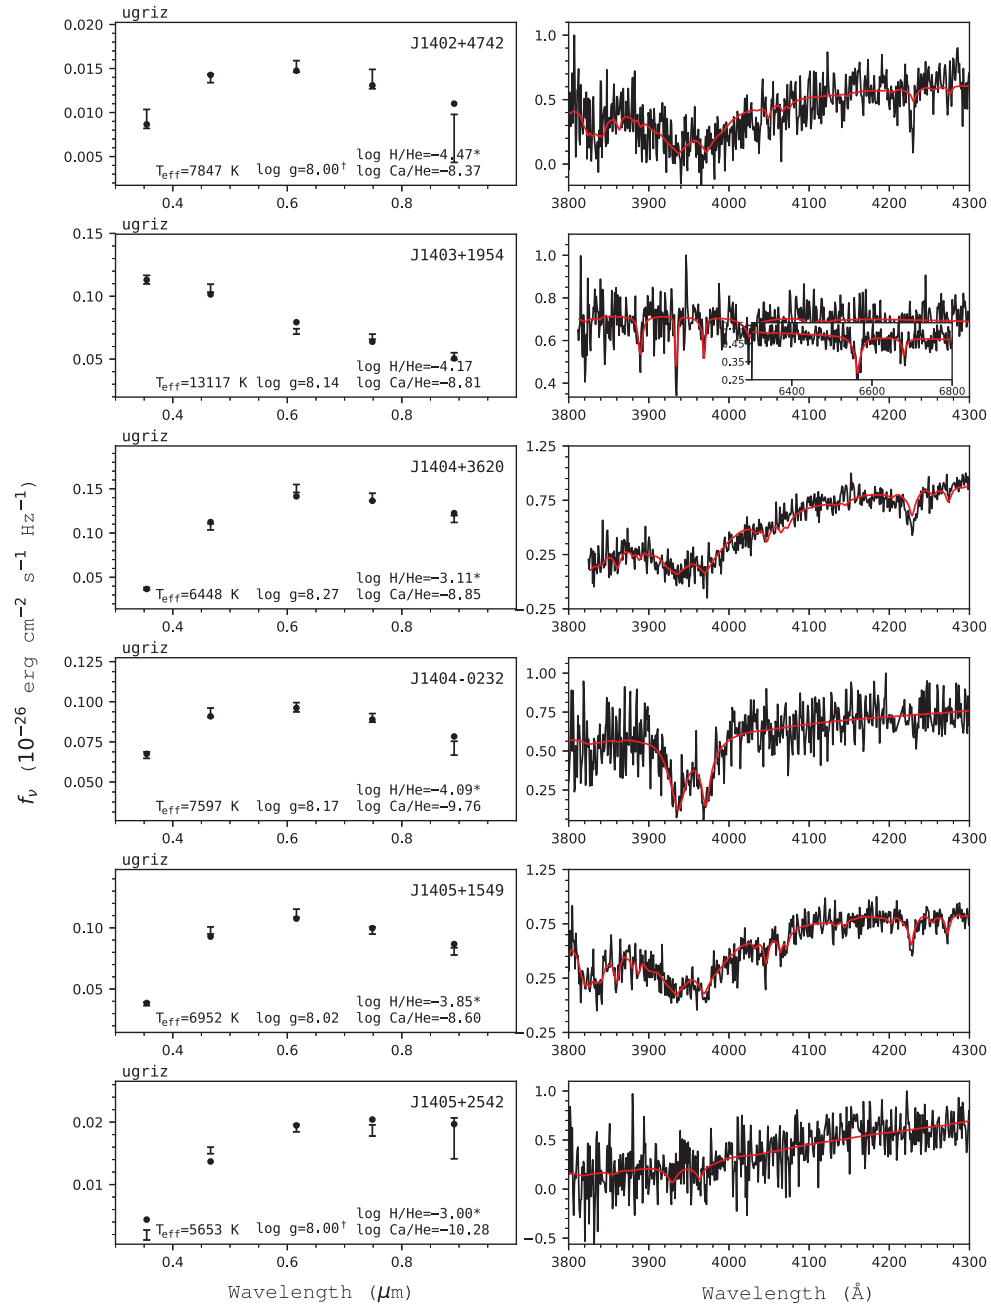 ugriz
J1402+4742
0.020
0.015
0.010
0.005
log H/He=−4.47*
T_eff=7847 K log g=8.00† log Ca/He=−8.37
0.4 0.6 0.8
1.0
0.5
0.0
3800 3900 4000 4100 4200 4300
ugriz
J1403+1954
0.15
0.10
0.05
log H/He=−4.17
T_eff=13117 K log g=8.14 log Ca/He=−8.81
0.4 0.6 0.8
1.0
0.8
0.6
0.4
0.45
0.35
0.25
6400 6600 6800
3800 3900 4000 4100 4200 4300
ugriz
J1404+3620
0.15
0.10
0.05
log H/He=−3.11*
T_eff=6448 K log g=8.27 log Ca/He=−8.85
0.4 0.6 0.8
1.25
0.75
0.25
−0.25
3800 3900 4000 4100 4200 4300
ugriz
J1404-0232
0.125
0.100
0.075
0.050
log H/He=−4.09*
T_eff=7597 K log g=8.17 log Ca/He=−9.76
0.4 0.6 0.8
1.00
0.75
0.50
0.25
3800 3900 4000 4100 4200 4300
ugriz
J1405+1549
0.10
0.05
log H/He=−3.85*
T_eff=6952 K log g=8.02 log Ca/He=−8.60
0.4 0.6 0.8
1.25
0.75
0.25
−0.25
3800 3900 4000 4100 4200 4300
ugriz
J1405+2542
0.02
0.01
log H/He=−3.00*
T_eff=5653 K log g=8.00† log Ca/He=−10.28
0.4 0.6 0.8
1.0
0.5
0.0
−0.5
3800 3900 4000 4100 4200 4300
f_ν (10⁻²⁶ erg cm⁻² s⁻¹ Hz⁻¹)
Wavelength (μm)
Wavelength (Å)